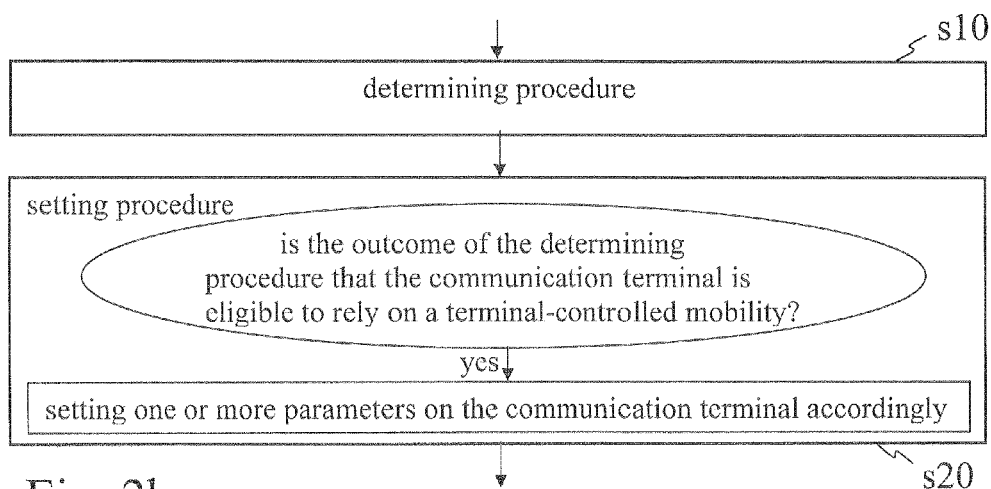 s10
determining procedure
setting procedure
is the outcome of the determining
procedure that the communication terminal is
eligible to rely on a terminal-controlled mobility?
yes
setting one or more parameters on the communication terminal accordingly
s20